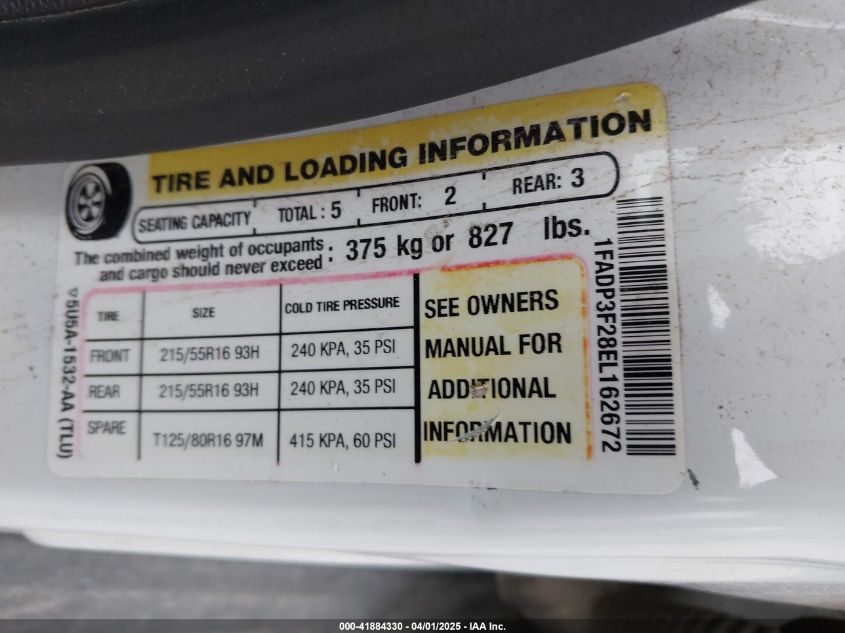 TIRE AND LOADING INFORMATION
SEATING CAPACITY TOTAL : 5 FRONT: 2 REAR: 3
The combined weight of occupants
and cargo should never exceed : 375 kg or 827 lbs.
TIRE SIZE COLD TIRE PRESSURE
FRONT 215/55R16 93H 240 KPA, 35 PSI
REAR 215/55R16 93H 240 KPA, 35 PSI
SPARE T125/80R16 97M 415 KPA, 60 PSI
SEE OWNERS
MANUAL FOR
ADDITIONAL
INFORMATION
5U5A-1532-AA (TLU)
1FADP3F28EL162672
000-41884330 - 04/01/2025 - IAA Inc.